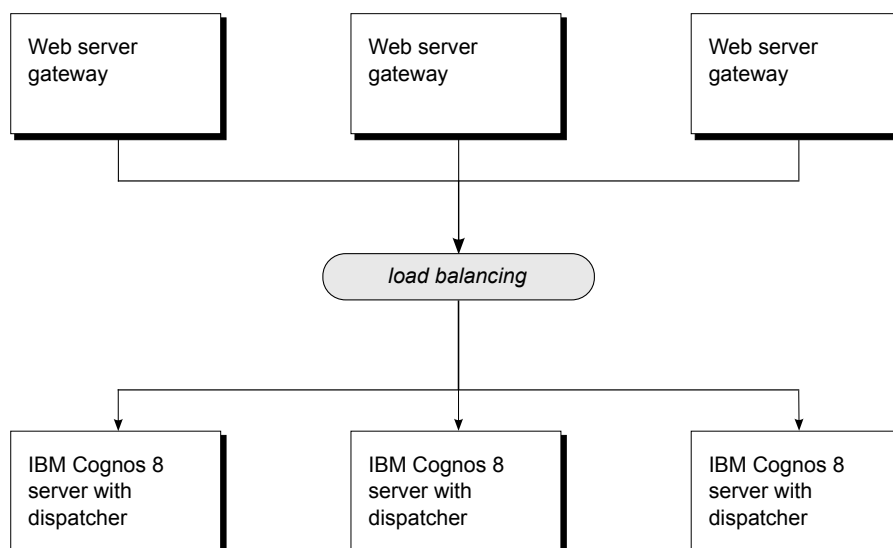 Web server
gateway
Web server
gateway
Web server
gateway
load balancing
IBM Cognos 8
server with
dispatcher
IBM Cognos 8
server with
dispatcher
IBM Cognos 8
server with
dispatcher